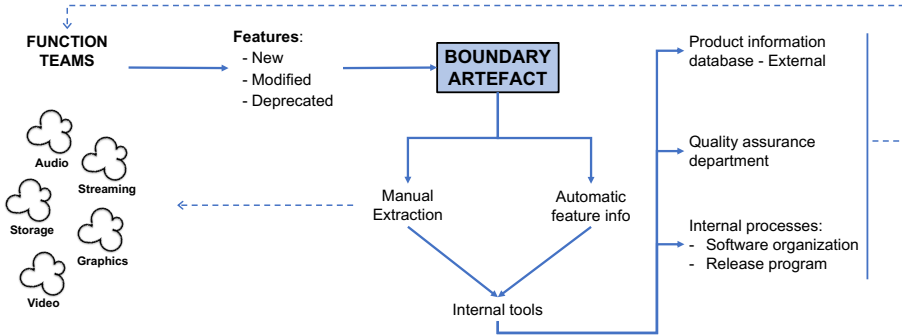 FUNCTION
TEAMS
Features:
- New
- Modified
- Deprecated
BOUNDARY
ARTEFACT
Product information
database - External
Quality assurance
department
Internal processes:
- Software organization
- Release program
Manual
Extraction
Automatic
feature info
Internal tools
Audio
Streaming
Storage
Graphics
Video